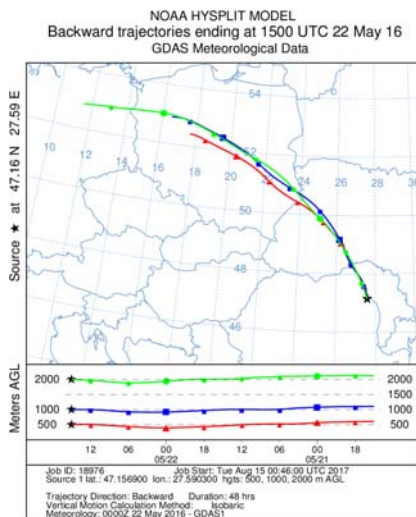 NOAA HYSPLIT MODEL
Backward trajectories ending at 1500 UTC 22 May 16
GDAS Meteorological Data
Source ★ at 47.16 N 27.59 E
54
10
12
14
16
18
20
22
24
26
28
30
52
50
48
46
Meters AGL
2000
1000
500
2000
1500
1000
500
12 06 00 18 12 06 00 18
05/22 05/21
Job ID: 18976 Job Start: Tue Aug 15 00:46:00 UTC 2017
Source 1 lat.: 47.156900 lon.: 27.590300 hgts: 500, 1000, 2000 m AGL
Trajectory Direction: Backward Duration: 48 hrs
Vertical Motion Calculation Method: Isobaric
Meteorology: 0000Z 22 May 2016 - GDAS1